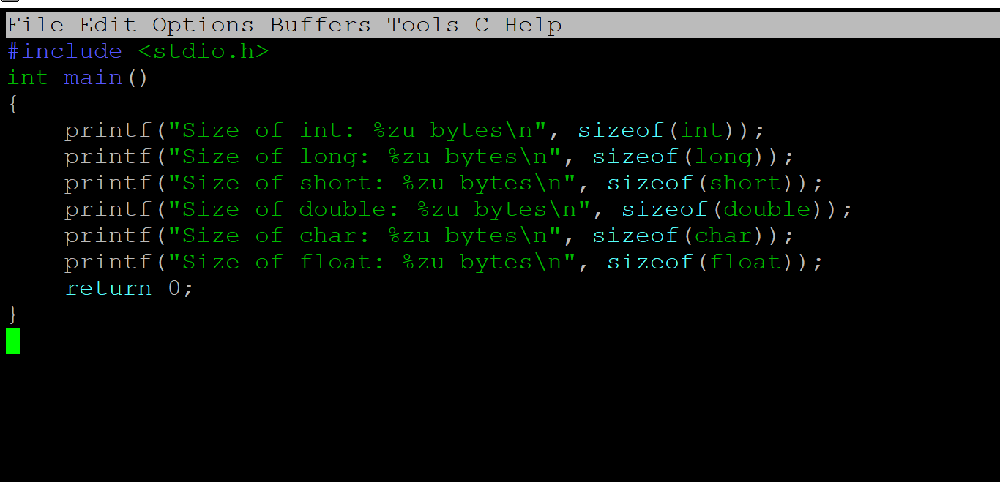 File Edit Options Buffers Tools C Help
#include <stdio.h>
int main()
{
    printf("Size of int: %zu bytes\n", sizeof(int));
    printf("Size of long: %zu bytes\n", sizeof(long));
    printf("Size of short: %zu bytes\n", sizeof(short));
    printf("Size of double: %zu bytes\n", sizeof(double));
    printf("Size of char: %zu bytes\n", sizeof(char));
    printf("Size of float: %zu bytes\n", sizeof(float));
    return 0;
}